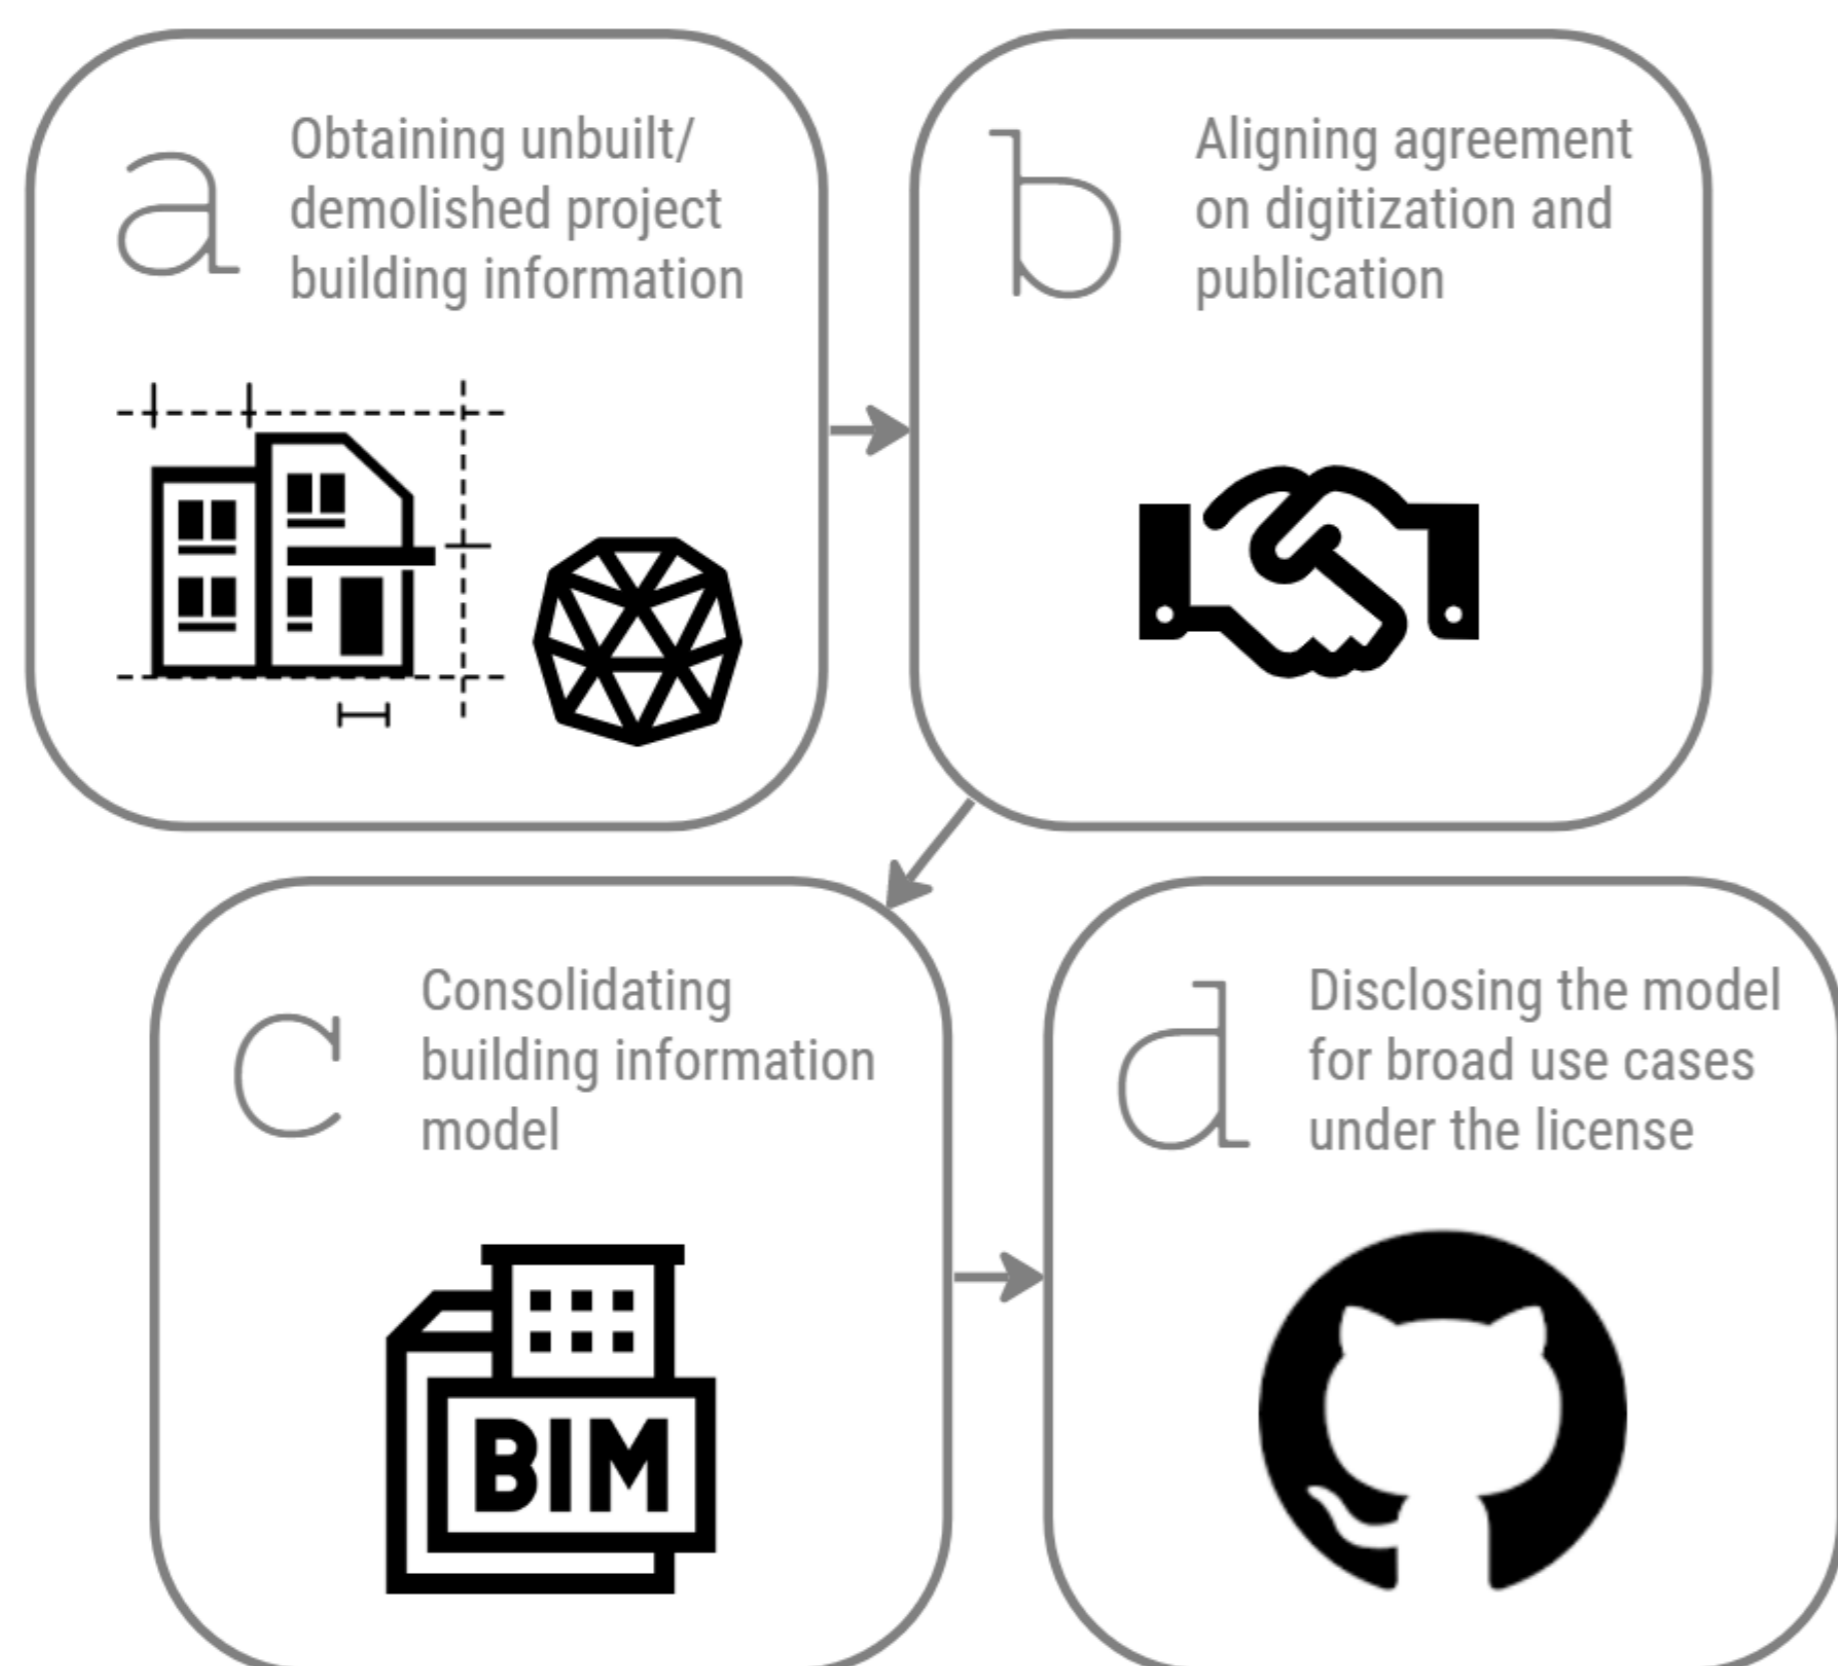 a
Obtaining unbuilt/
demolished project
building information
b
Aligning agreement
on digitization and
publication
c
Consolidating
building information
model
BIM
d
Disclosing the model
for broad use cases
under the license